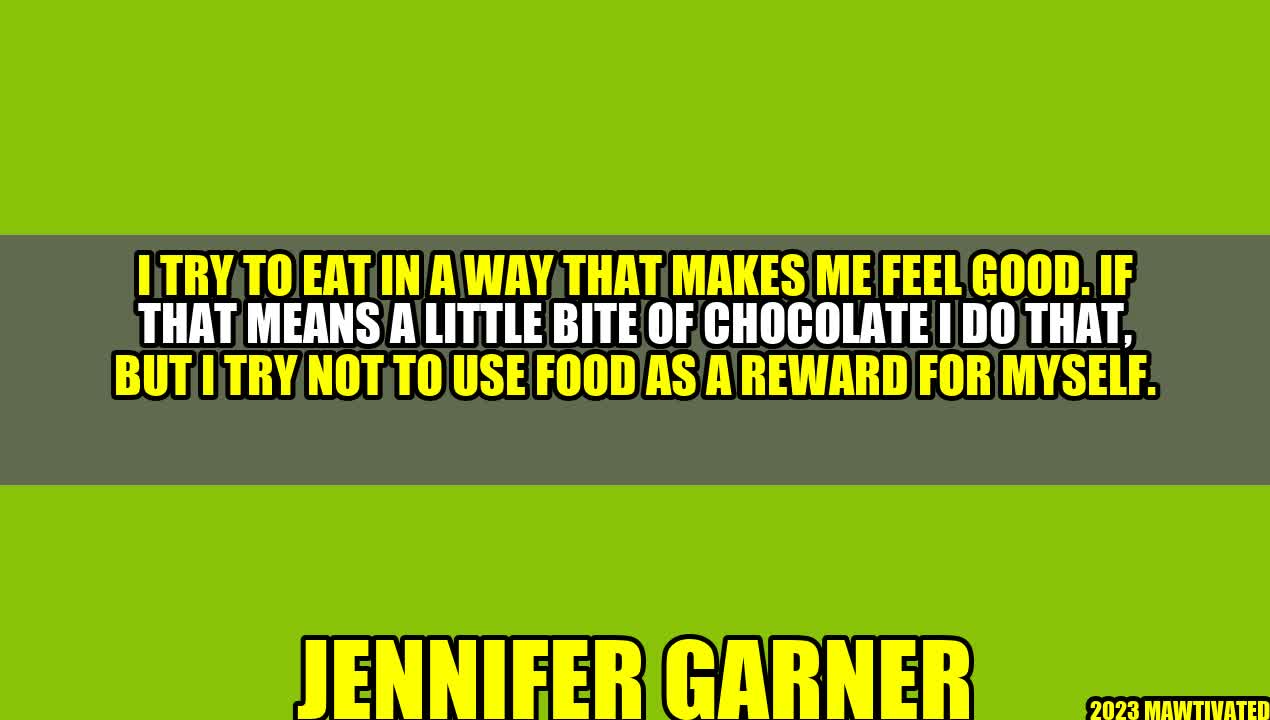 I TRY TO EAT IN A WAY THAT MAKES ME FEEL GOOD. IF
THAT MEANS A LITTLE BITE OF CHOCOLATE I DO THAT,
BUT I TRY NOT TO USE FOOD AS A REWARD FOR MYSELF.
JENNIFER GARNER
2023 MAWTIVATED